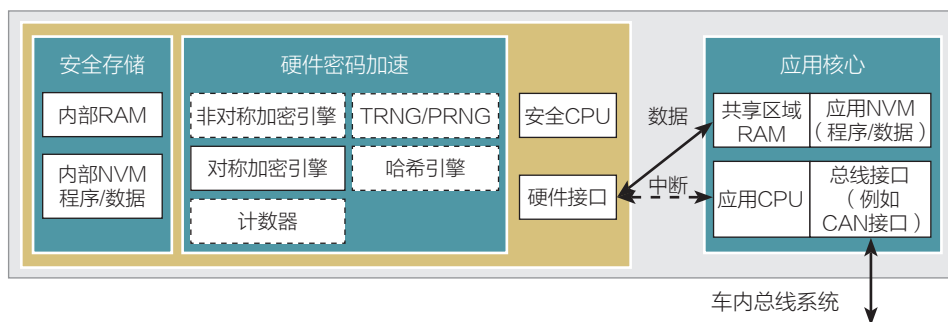 安全存储
内部RAM
内部NVM
程序/数据
硬件密码加速
非对称加密引擎
TRNG/PRNG
对称加密引擎
哈希引擎
计数器
安全CPU
硬件接口
数据
中断
应用核心
共享区域
RAM
应用NVM
（程序/数据）
应用CPU
总线接口
（例如
CAN接口）
车内总线系统